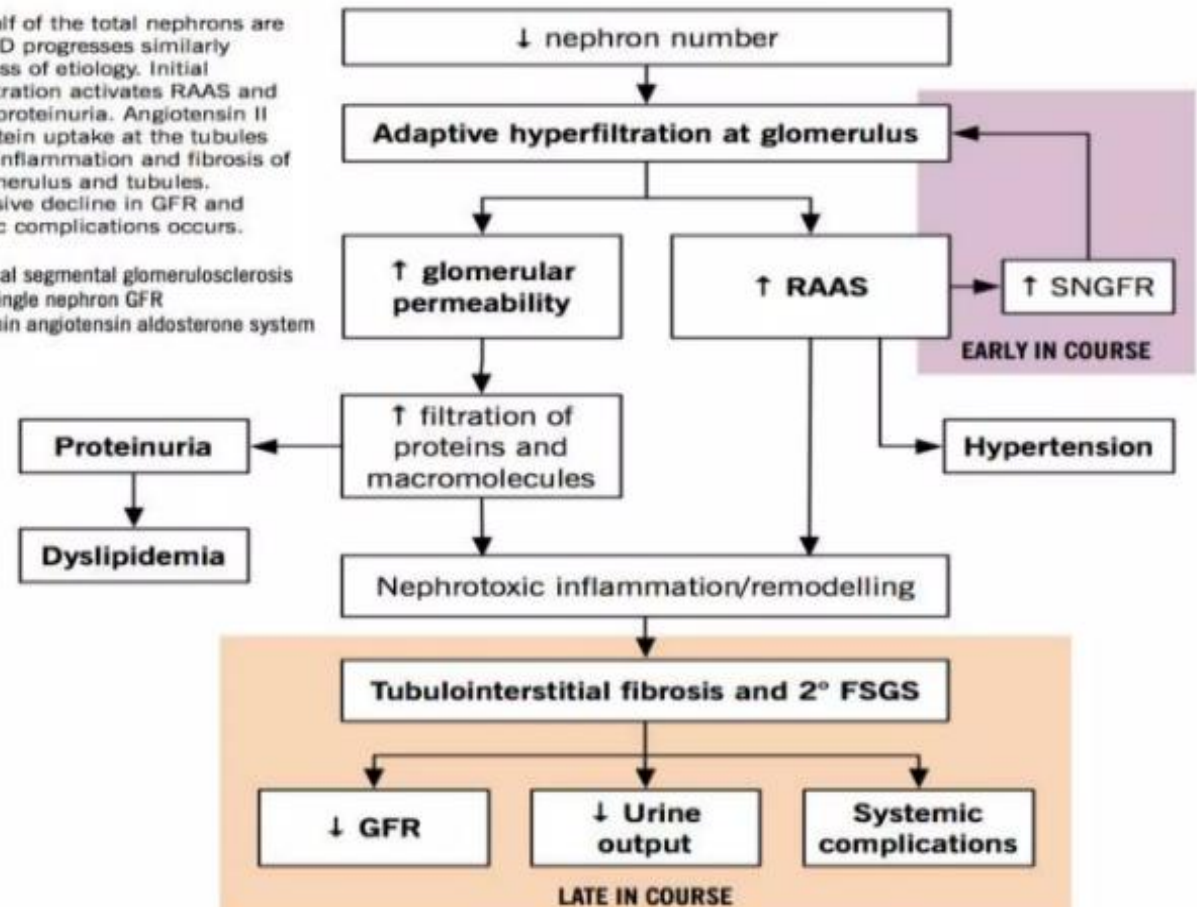 lf of the total nephrons are
D progresses similarly
ss of etiology. Initial
tration activates RAAS and
proteinuria. Angiotensin II
tein uptake at the tubules
nflammation and fibrosis of
nerulus and tubules.
sive decline in GFR and
c complications occurs.
al segmental glomerulosclerosis
ingle nephron GFR
in angiotensin aldosterone system
↓ nephron number
Adaptive hyperfiltration at glomerulus
↑ glomerular
permeability
↑ RAAS
↑ SNGFR
EARLY IN COURSE
↑ filtration of
proteins and
macromolecules
Proteinuria
Hypertension
Dyslipidemia
Nephrotoxic inflammation/remodelling
Tubulointerstitial fibrosis and 2° FSGS
↓ GFR
↓ Urine
output
Systemic
complications
LATE IN COURSE